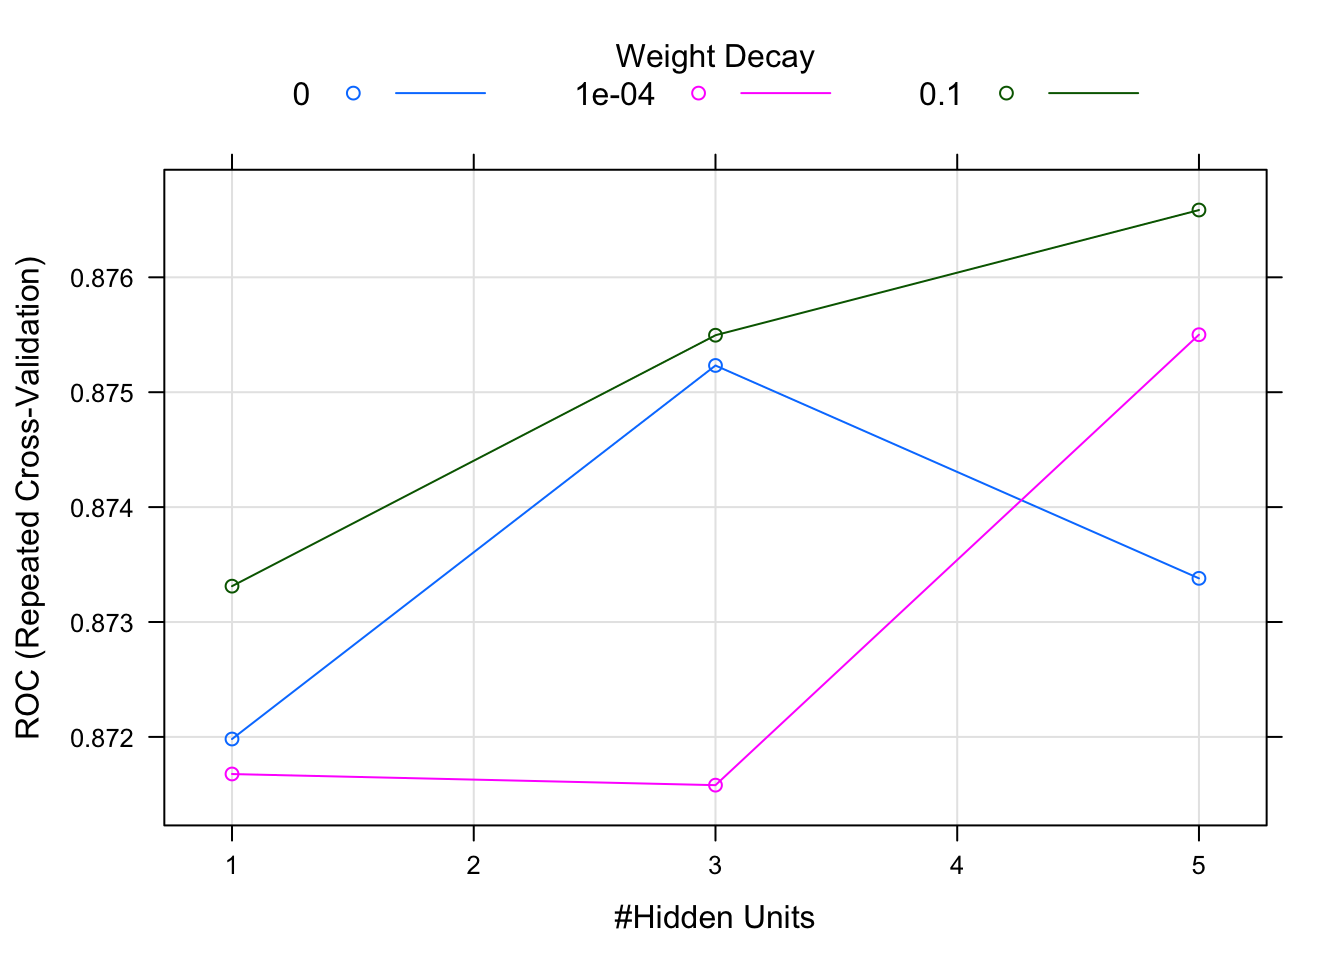 Weight Decay
0 1e-04 0.1
ROC (Repeated Cross-Validation)
0.876
0.875
0.874
0.873
0.872
1 2 3 4 5
#Hidden Units